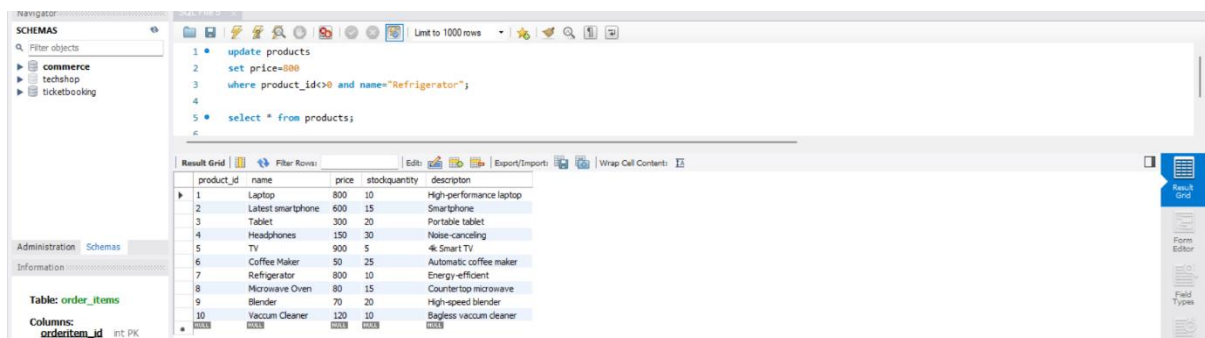 Navigator
SQL File 5
SCHEMAS
Filter objects
commerce
techshop
ticketbooking
Limit to 1000 rows
1 update products
2 set price=800
3 where product_id<>0 and name="Refrigerator";
4
5 select * from products;
6
Result Grid Filter Rows: Edit: Export/Import: Wrap Cell Content:
product_id name price stockquantity descripton
1 Laptop 800 10 High-performance laptop
2 Latest smartphone 600 15 Smartphone
3 Tablet 300 20 Portable tablet
4 Headphones 150 30 Noise-canceling
5 TV 900 5 4k Smart TV
6 Coffee Maker 50 25 Automatic coffee maker
7 Refrigerator 800 10 Energy-efficient
8 Microwave Oven 80 15 Countertop microwave
9 Blender 70 20 High-speed blender
10 Vaccum Cleaner 120 10 Bagless vaccum cleaner
NULL NULL NULL NULL NULL
Result
Grid
Form
Editor
Field
Types
Administration Schemas
Information
Table: order_items
Columns:
orderitem_id int PK